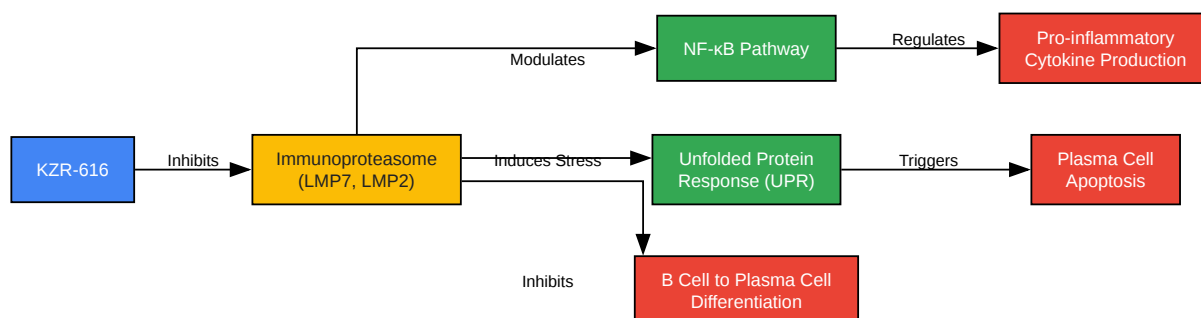 NF-κB Pathway
Regulates
Pro-inflammatory
Cytokine Production
Modulates
KZR-616
Inhibits
Immunoproteasome
(LMP7, LMP2)
Induces Stress
Unfolded Protein
Response (UPR)
Triggers
Plasma Cell
Apoptosis
Inhibits
B Cell to Plasma Cell
Differentiation